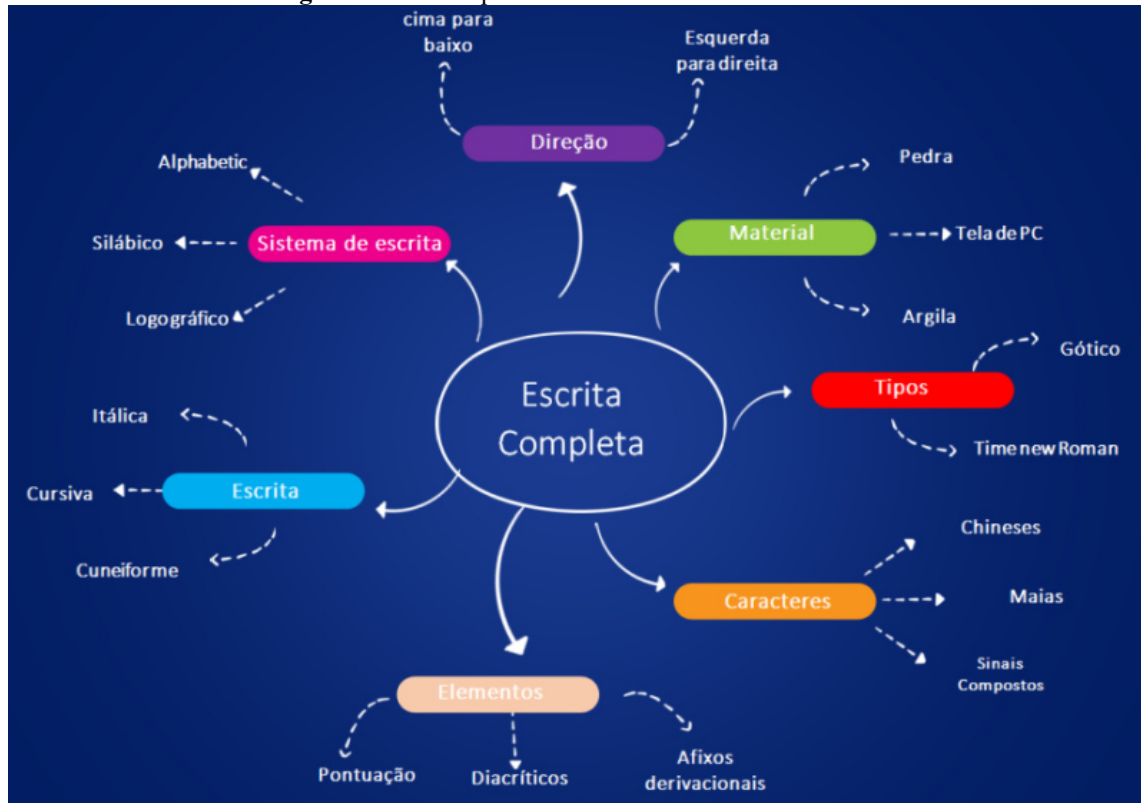 cima para
baixo
Esquerda
para direita
Direção
Alphabetic
Silábico
Sistema de escrita
Logográfico
Pedra
Material
Tela de PC
Argila
Gótico
Tipos
Time new Roman
Escrita
Completa
Itálica
Cursiva
Escrita
Cuneiforme
Chineses
Caracteres
Maias
Sinais
Compostos
Elementos
Pontuação
Diacríticos
Afixos
derivacionais